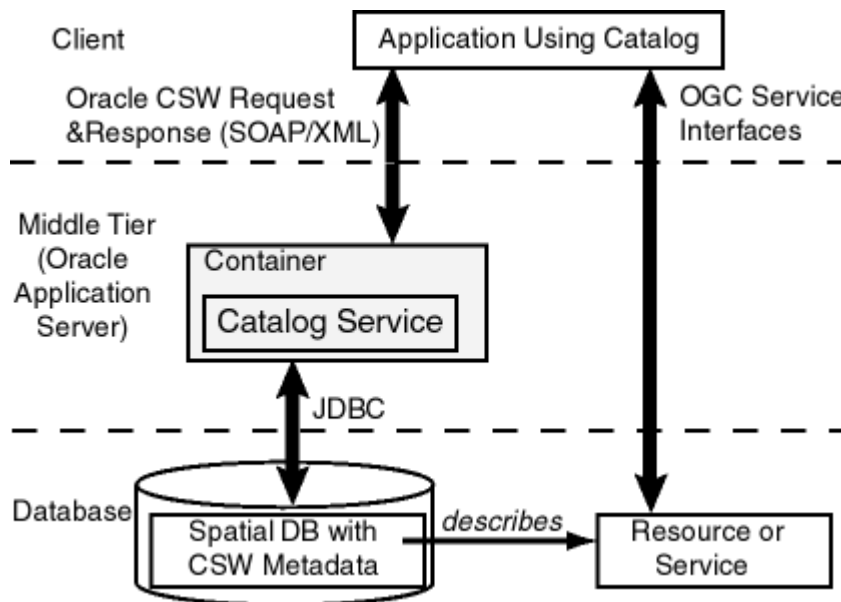 Client
Application Using Catalog
Oracle CSW Request
&Response (SOAP/XML)
OGC Service
Interfaces
Middle Tier
(Oracle
Application
Server)
Container
Catalog Service
JDBC
Database
Spatial DB with
CSW Metadata
describes
Resource or
Service